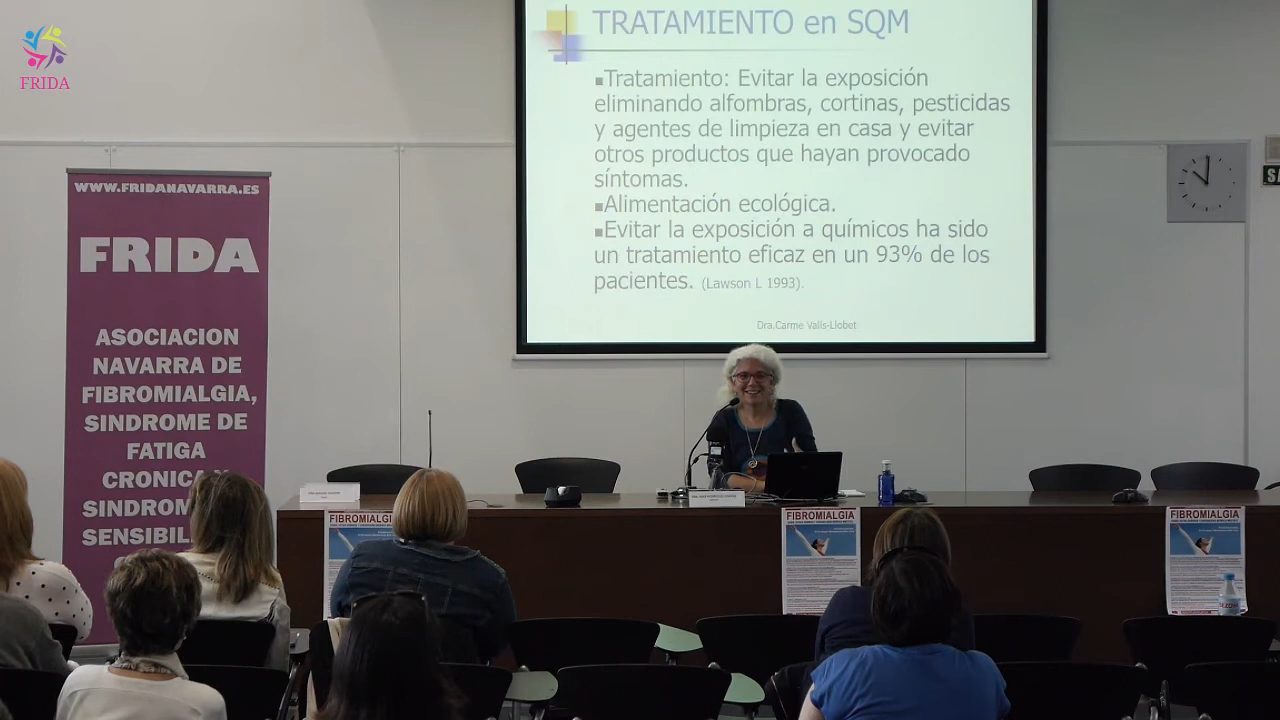 FRIDA
TRATAMIENTO en SQM
Tratamiento: Evitar la exposición
eliminando alfombras, cortinas, pesticidas
y agentes de limpieza en casa y evitar
otros productos que hayan provocado
síntomas.
Alimentación ecológica.
Evitar la exposición a químicos ha sido
un tratamiento eficaz en un 93% de los
pacientes. (Lawson L 1993).
Dra.Carme Valls-Llobet
WWW.FRIDANAVARRA.ES
FRIDA
ASOCIACION
NAVARRA DE
FIBROMIALGIA,
SINDROME DE
FATIGA
CRONICA Y
SINDROM
SENSIBIL
FIBROMIALGIA
FIBROMIALGIA
FIBROMIALGIA